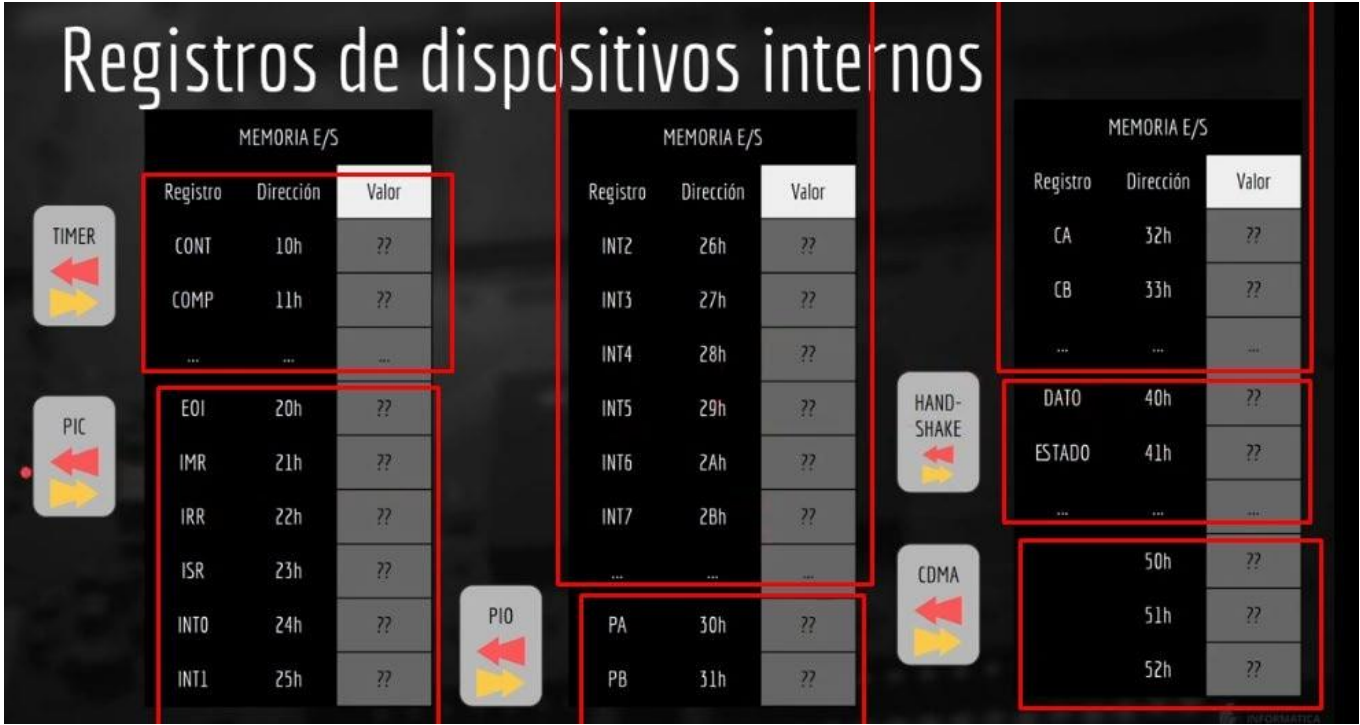 Registros de dispositivos internos
MEMORIA E/S
Registro Dirección Valor
TIMER
CONT 10h ??
COMP 11h ??
... ... ...
PIC
EOI 20h ??
IMR 21h ??
IRR 22h ??
ISR 23h ??
INT0 24h ??
INT1 25h ??
MEMORIA E/S
Registro Dirección Valor
INT2 26h ??
INT3 27h ??
INT4 28h ??
INT5 29h ??
INT6 2Ah ??
INT7 2Bh ??
... ... ...
PIO
PA 30h ??
PB 31h ??
MEMORIA E/S
Registro Dirección Valor
CA 32h ??
CB 33h ??
... ... ...
HAND-
SHAKE
DATO 40h ??
ESTADO 41h ??
... ... ...
CDMA
50h ??
51h ??
52h ??
INFORMATICA